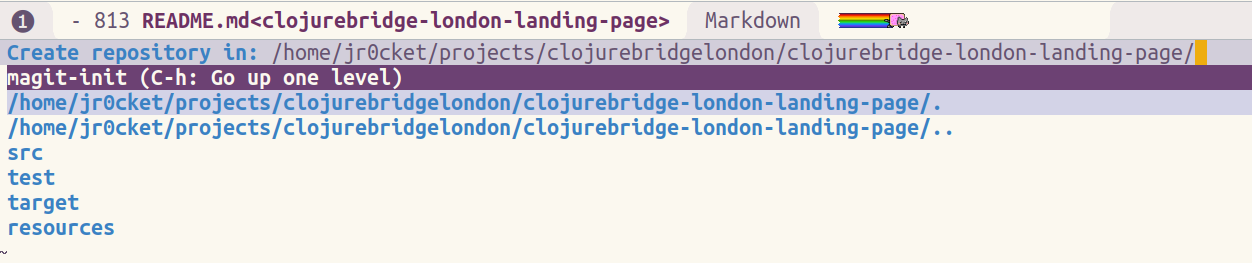 1 - 813 README.md<clojurebridge-london-landing-page> Markdown
Create repository in: /home/jr0cket/projects/clojurebridgelondon/clojurebridge-london-landing-page/
magit-init (C-h: Go up one level)
/home/jr0cket/projects/clojurebridgelondon/clojurebridge-london-landing-page/.
/home/jr0cket/projects/clojurebridgelondon/clojurebridge-london-landing-page/..
src
test
target
resources
~